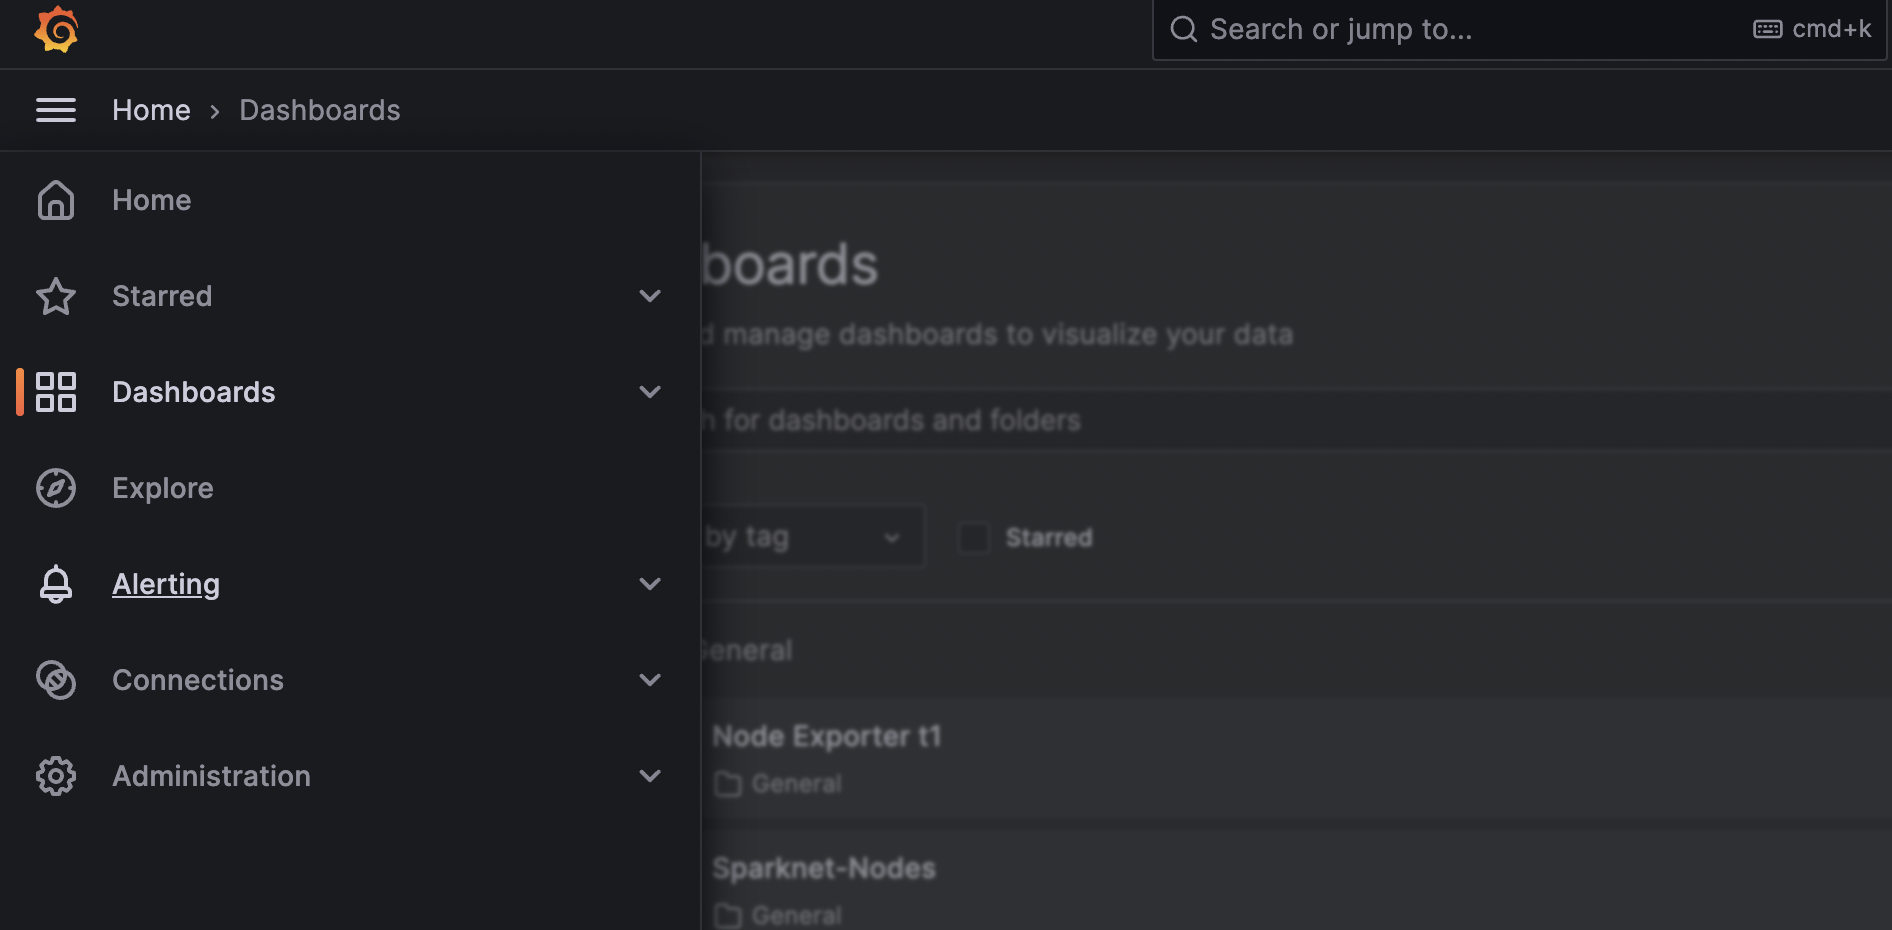 Search or jump to...
cmd+k
Home › Dashboards
Home
Starred
Dashboards
Explore
Alerting
Connections
Administration
boards
manage dashboards to visualize your data
for dashboards and folders
by tag
Starred
General
Node Exporter t1
General
Sparknet-Nodes
General